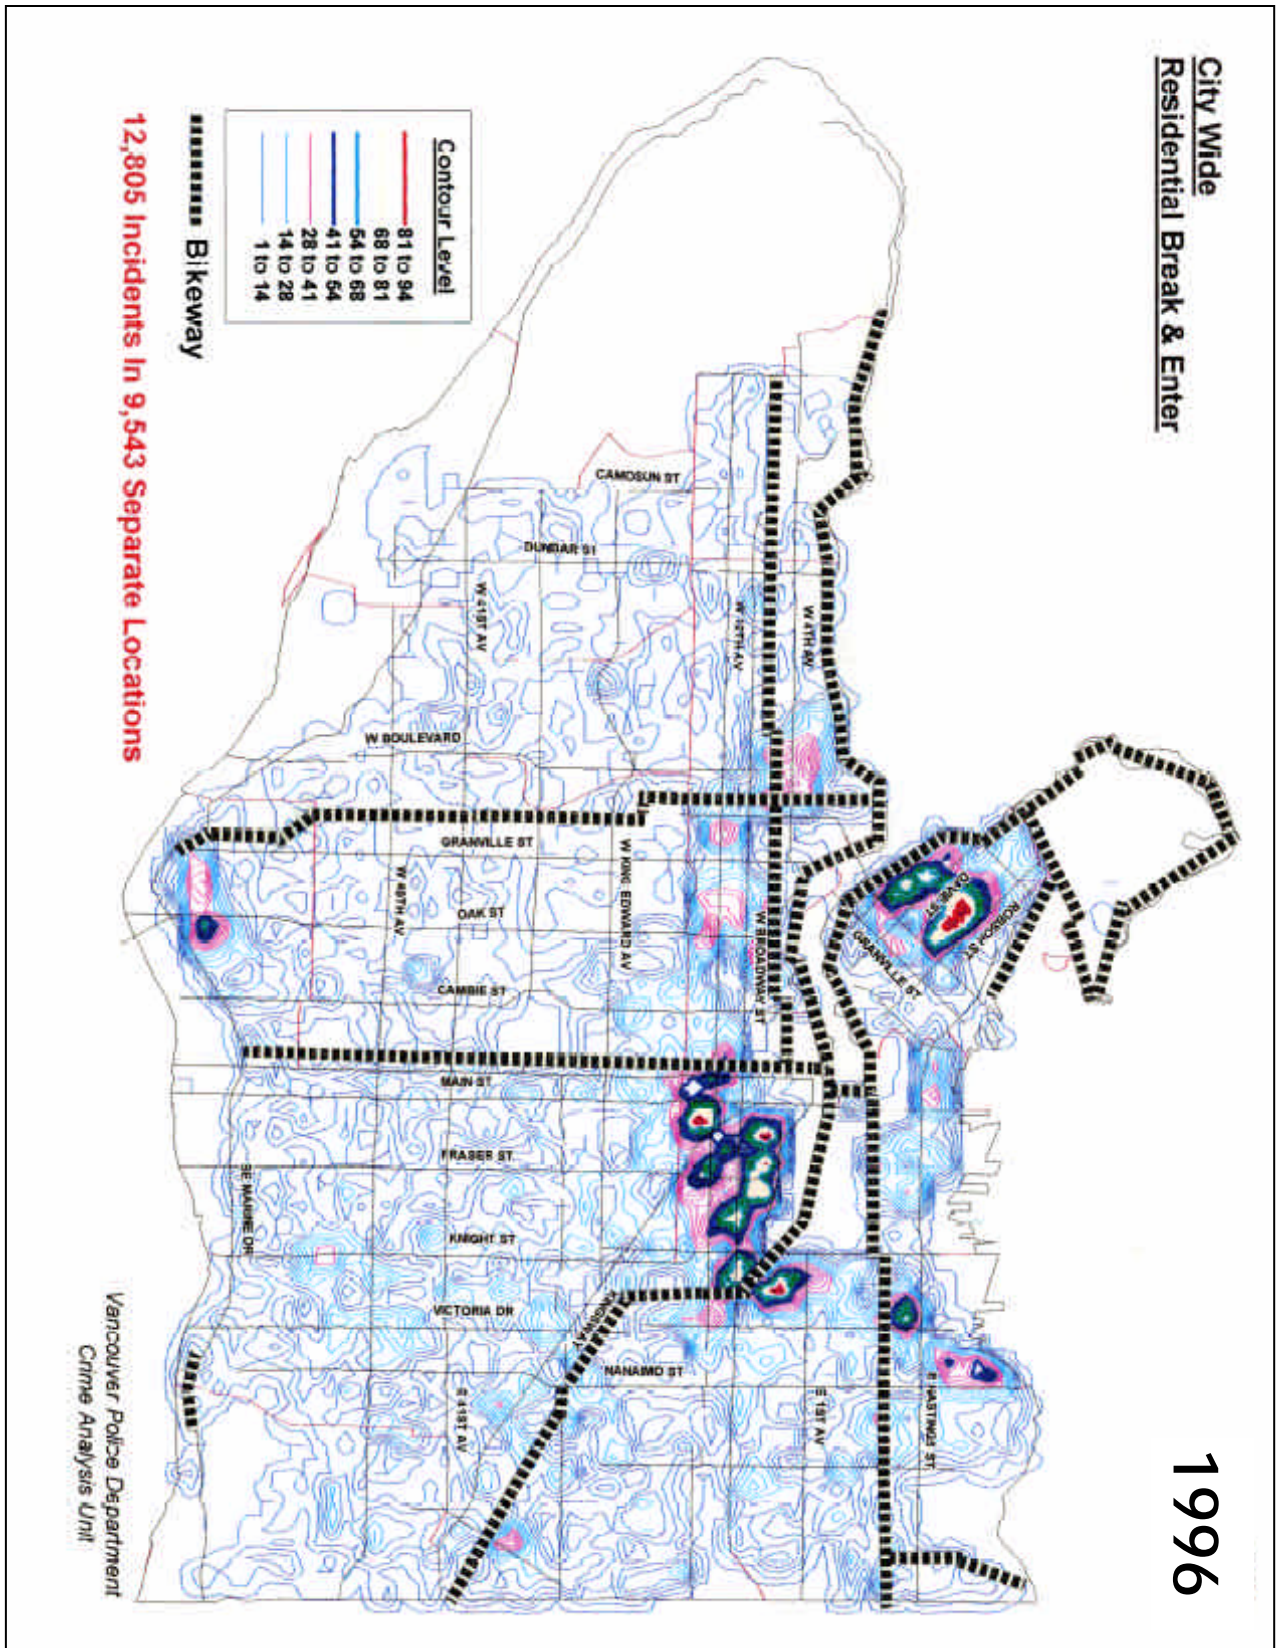 City Wide
Residential Break & Enter
1996
Contour Level
81 to 94
68 to 81
54 to 68
41 to 54
28 to 41
14 to 28
1 to 14
Bikeway
12,805 Incidents In 9,543 Separate Locations
CAMOSUN ST
DUNBAR ST
W 41ST AV
W 4TH AV
W BOULEVARD
GRANVILLE ST
W KING EDWARD AV
W 49TH AV
OAK ST
W BROADWAY ST
CAMBIE ST
DAVIE ST
ROBSON ST
GRANVILLE ST
MAIN ST
FRASER ST
SE MARINE DR
KNIGHT ST
VICTORIA DR
KINGSWAY
NANAIMO ST
E 41ST AV
E 1ST AV
E HASTINGS ST
Vancouver Police Department
Crime Analysis Unit